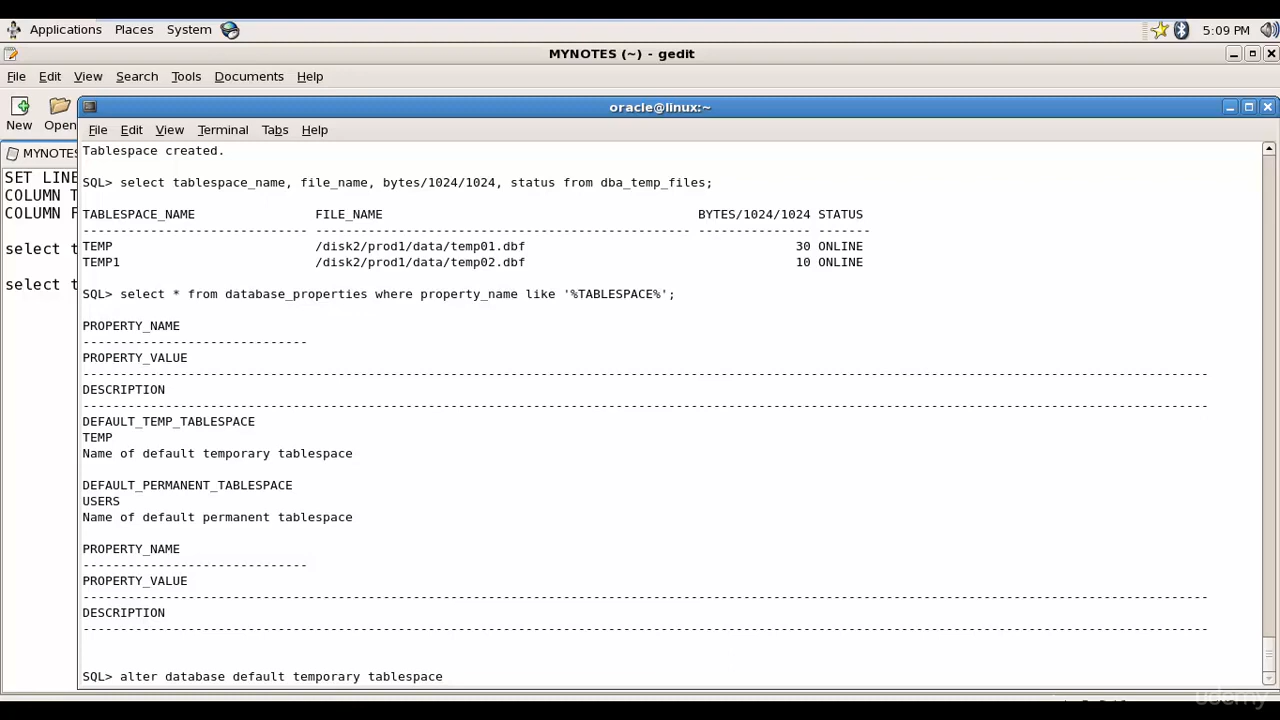 Applications Places System 5:09 PM
MYNOTES (~) - gedit
File Edit View Search Tools Documents Help
New Open
oracle@linux:~
File Edit View Terminal Tabs Help
MYNOTES
SET LINE
COLUMN T
COLUMN F
select t
select t
Tablespace created.
SQL> select tablespace_name, file_name, bytes/1024/1024, status from dba_temp_files;
TABLESPACE_NAME FILE_NAME BYTES/1024/1024 STATUS
------------------------------ -------------------------------------------------- --------------- -------
TEMP /disk2/prod1/data/temp01.dbf 30 ONLINE
TEMP1 /disk2/prod1/data/temp02.dbf 10 ONLINE
SQL> select * from database_properties where property_name like '%TABLESPACE%';
PROPERTY_NAME
------------------------------
PROPERTY_VALUE
------------------------------------------------------------------------------------------------------------------------------------------------------
DESCRIPTION
------------------------------------------------------------------------------------------------------------------------------------------------------
DEFAULT_TEMP_TABLESPACE
TEMP
Name of default temporary tablespace
DEFAULT_PERMANENT_TABLESPACE
USERS
Name of default permanent tablespace
PROPERTY_NAME
------------------------------
PROPERTY_VALUE
------------------------------------------------------------------------------------------------------------------------------------------------------
DESCRIPTION
------------------------------------------------------------------------------------------------------------------------------------------------------
SQL> alter database default temporary tablespace
udemy